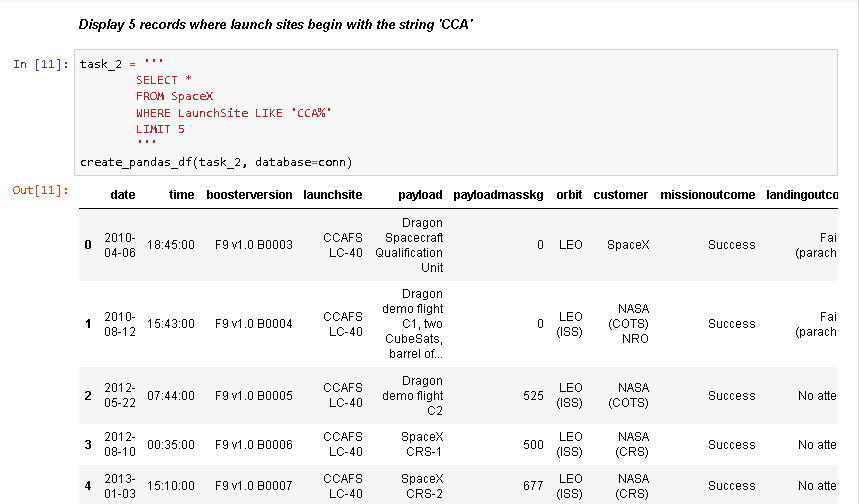 Display 5 records where launch sites begin with the string 'CCA'
In [11]: task_2 = '''
SELECT *
FROM SpaceX
WHERE LaunchSite LIKE 'CCA%'
LIMIT 5
'''
create_pandas_df(task_2, database=conn)
Out[11]:
date time boosterversion launchsite payload payloadmasskg orbit customer missionoutcome landingoutco
0 2010-04-06 18:45:00 F9 v1.0 B0003 CCAFS LC-40 Dragon Spacecraft Qualification Unit 0 LEO SpaceX Success Fai (parach
1 2010-08-12 15:43:00 F9 v1.0 B0004 CCAFS LC-40 Dragon demo flight C1, two CubeSats, barrel of... 0 LEO (ISS) NASA (COTS) NRO Success Fai (parach
2 2012-05-22 07:44:00 F9 v1.0 B0005 CCAFS LC-40 Dragon demo flight C2 525 LEO (ISS) NASA (COTS) Success No atte
3 2012-08-10 00:35:00 F9 v1.0 B0006 CCAFS LC-40 SpaceX CRS-1 500 LEO (ISS) NASA (CRS) Success No atte
4 2013-01-03 15:10:00 F9 v1.0 B0007 CCAFS LC-40 SpaceX CRS-2 677 LEO (ISS) NASA (CRS) Success No atte